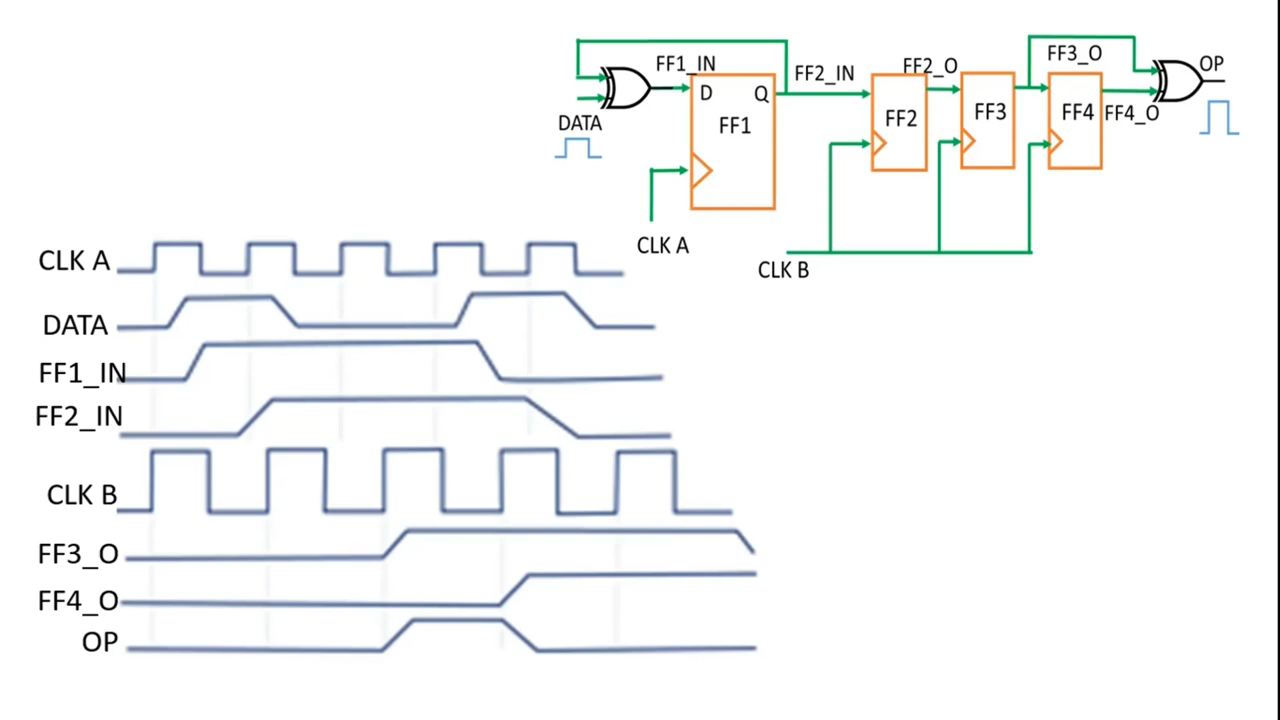 FF1_IN
FF2_IN
FF2_O
FF3_O
OP
D
Q
FF1
FF2
FF3
FF4
FF4_O
DATA
CLK A
CLK B
CLK A
DATA
FF1_IN
FF2_IN
CLK B
FF3_O
FF4_O
OP